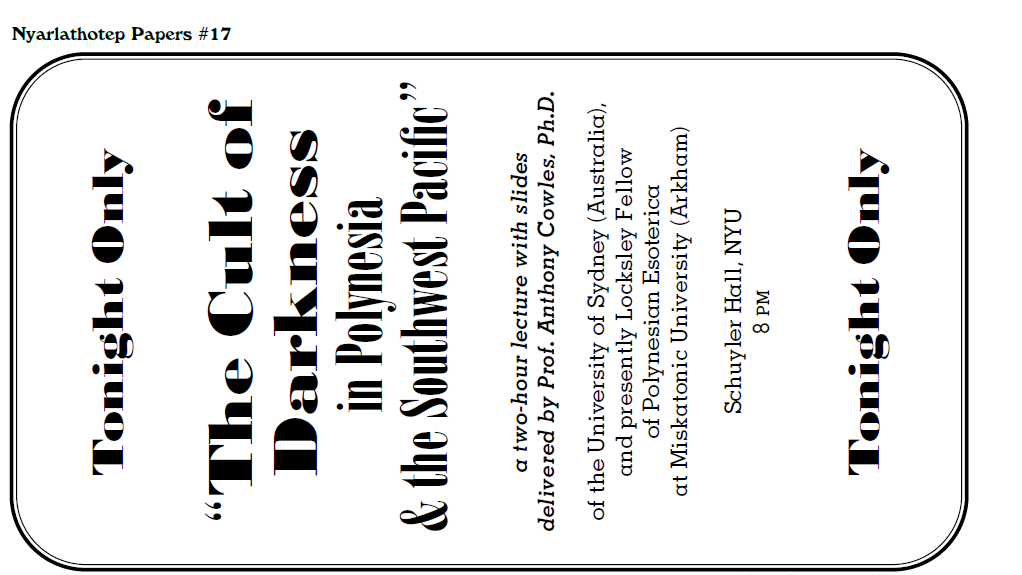 Nyarlathotep Papers #17
Tonight Only
“The Cult of
Darkness
in Polynesia
& the Southwest Pacific”
a two-hour lecture with slides
delivered by Prof. Anthony Cowles, Ph.D.
of the University of Sydney (Australia),
and presently Locksley Fellow
of Polynesian Esoterica
at Miskatonic University (Arkham)
Schuyler Hall, NYU
8 PM
Tonight Only